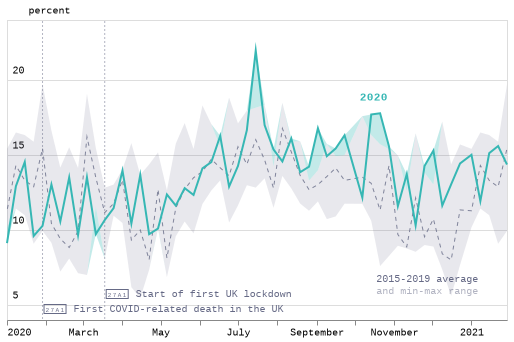 percent
20
2020
15
10
2015-2019 average
and min-max range
27A1 Start of first UK lockdown
5
27A1 First COVID-related death in the UK
2020 March May July September November 2021